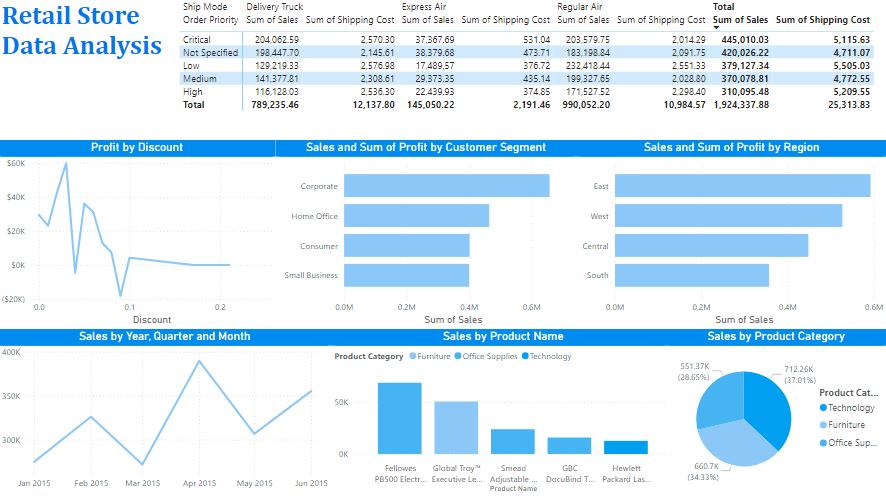 Retail Store
Data Analysis
Ship Mode Delivery Truck Express Air Regular Air Total
Order Priority Sum of Sales Sum of Shipping Cost Sum of Sales Sum of Shipping Cost Sum of Sales Sum of Shipping Cost Sum of Sales Sum of Shipping Cost
Critical 204,062.59 2,570.30 37,367.69 531.04 203,579.75 2,014.29 445,010.03 5,115.63
Not Specified 198,447.70 2,145.61 38,379.68 473.71 183,198.84 2,091.75 420,026.22 4,711.07
Low 129,219.33 2,576.98 17,489.57 376.72 232,418.44 2,551.33 379,127.34 5,505.03
Medium 141,377.81 2,308.61 29,373.35 435.14 199,327.65 2,028.80 370,078.81 4,772.55
High 116,128.03 2,536.30 22,439.93 374.85 171,527.52 2,298.40 310,095.48 5,209.55
Total 789,235.46 12,137.80 145,050.22 2,191.46 990,052.20 10,984.57 1,924,337.88 25,313.83
Profit by Discount
$60K
$40K
$20K
$0K
($20K)
0.0 0.1 0.2
Discount
Sales and Sum of Profit by Customer Segment
Corporate
Home Office
Consumer
Small Business
0.0M 0.2M 0.4M 0.6M
Sum of Sales
Sales and Sum of Profit by Region
East
West
Central
South
0.0M 0.2M 0.4M 0.6M
Sum of Sales
Sales by Year, Quarter and Month
400K
350K
300K
Jan 2015 Feb 2015 Mar 2015 Apr 2015 May 2015 Jun 2015
Sales by Product Name
Product Category Furniture Office Supplies Technology
50K
0K
Fellowes Global Troy™ Smead GBC Hewlett
PB500 Electr... Executive Le... Adjustable ... DocuBind T... Packard Las...
Product Name
Sales by Product Category
551.37K
(28.65%)
712.26K
(37.01%)
660.7K
(34.33%)
Product Cat...
Technology
Furniture
Office Sup...